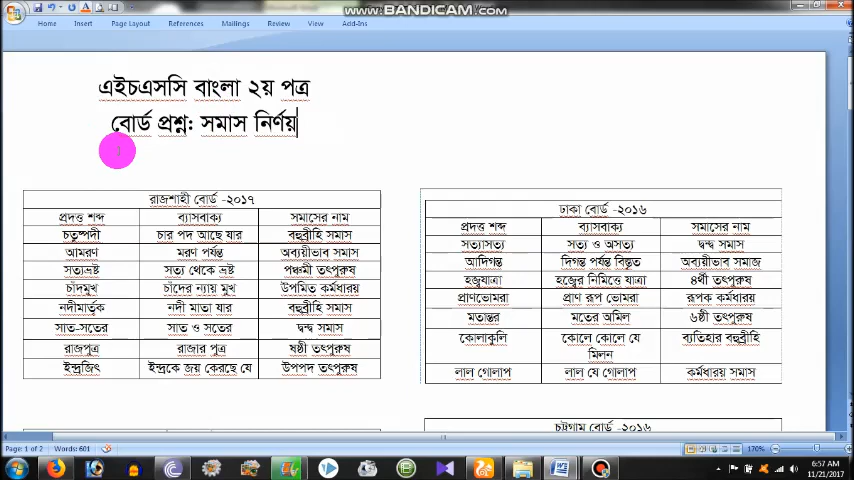 www.BANDICAM.com
Home Insert Page Layout References Mailings Review View Add-Ins
এইচএসসি বাংলা ২য় পত্র
বোর্ড প্রশ্ন: সমাস নির্ণয়
রাজশাহী বোর্ড -২০১৭
প্রদত্ত শব্দ ব্যাসবাক্য সমাসের নাম
চতুষ্পদী চার পদ আছে যার বহুব্রীহি সমাস
আমরণ মরণ পর্যন্ত অব্যয়ীভাব সমাস
সত্যভ্রষ্ট সত্য থেকে ভ্রষ্ট পঞ্চমী তৎপুরুষ
চাঁদমুখ চাঁদের ন্যায় মুখ উপমিত কর্মধারয়
নদীমার্তৃক নদী মাতা যার বহুব্রীহি সমাস
সাত-সতের সাত ও সতের দ্বন্দ্ব সমাস
রাজপুত্র রাজার পুত্র ষষ্ঠী তৎপুরুষ
ইন্দ্রজিৎ ইন্দ্রকে জয় কেরছে যে উপপদ তৎপুরুষ
ঢাকা বোর্ড -২০১৬
প্রদত্ত শব্দ ব্যাসবাক্য সমাসের নাম
সত্যাসত্য সত্য ও অসত্য দ্বন্দ্ব সমাস
আদিগন্ত দিগন্ত পর্যন্ত বিস্তৃত অব্যয়ীভাব সমাজ
হজ্বযাত্রা হজ্বের নিমিত্তে যাত্রা ৪র্থী তৎপুরুষ
প্রাণভোমরা প্রাণ রূপ ভোমরা রূপক কর্মধারয়
মতান্তর মতের অমিল ৬ষ্ঠী তৎপুরুষ
কোলাকুলি কোলে কোলে যে মিলন ব্যতিহার বহুব্রীহি
লাল গোলাপ লাল যে গোলাপ কর্মধারয় সমাস
চট্টগ্রাম বোর্ড -২০১৬
Page: 1 of 2 Words: 601 170%
6:57 AM
11/21/2017